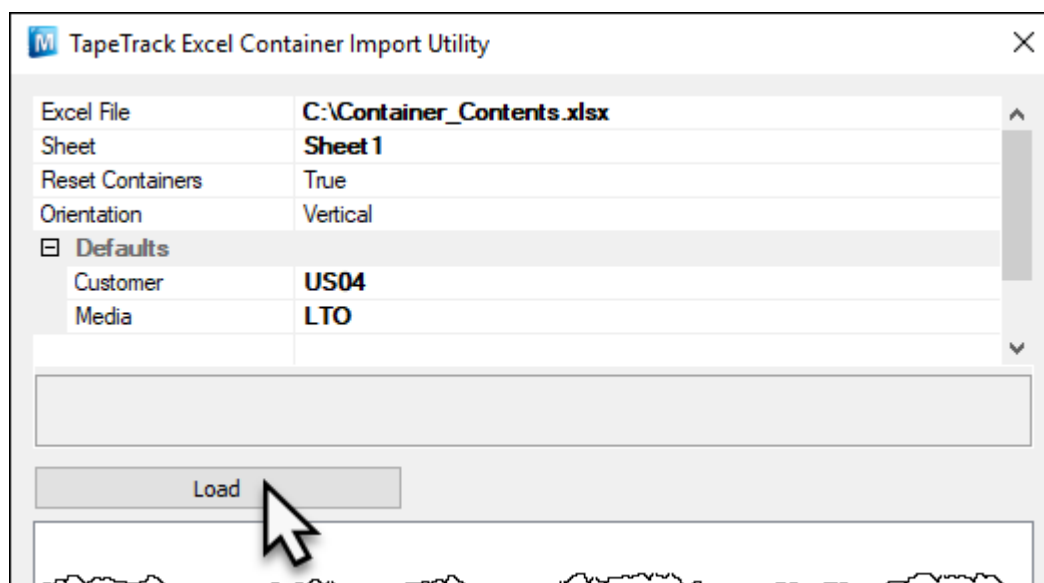 M TapeTrack Excel Container Import Utility
Excel File C:\Container_Contents.xlsx
Sheet Sheet1
Reset Containers True
Orientation Vertical
Defaults
Customer US04
Media LTO
Load